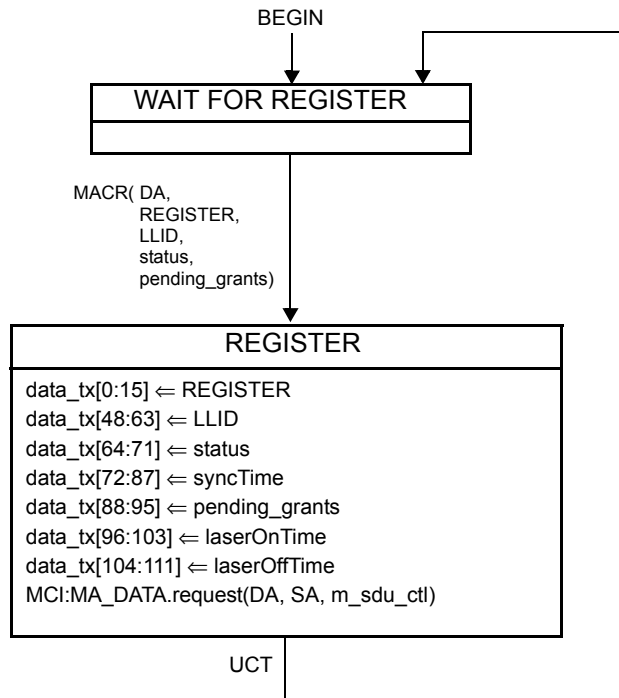 BEGIN
WAIT FOR REGISTER
MACR( DA,
REGISTER,
LLID,
status,
pending_grants)
REGISTER
data_tx[0:15] ⇐ REGISTER
data_tx[48:63] ⇐ LLID
data_tx[64:71] ⇐ status
data_tx[72:87] ⇐ syncTime
data_tx[88:95] ⇐ pending_grants
data_tx[96:103] ⇐ laserOnTime
data_tx[104:111] ⇐ laserOffTime
MCI:MA_DATA.request(DA, SA, m_sdu_ctl)
UCT